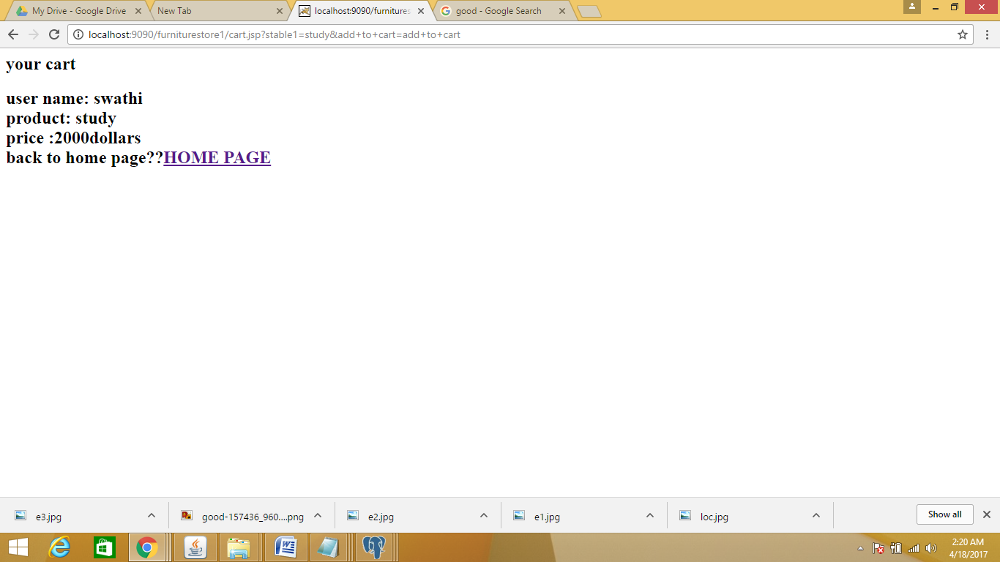 My Drive - Google Drive
New Tab
localhost:9090/furnitures
good - Google Search
localhost:9090/furniturestore1/cart.jsp?stable1=study&add+to+cart=add+to+cart
your cart
user name: swathi
product: study
price :2000dollars
back to home page??HOME PAGE
e3.jpg
good-157436_960....png
e2.jpg
e1.jpg
loc.jpg
Show all
2:20 AM
4/18/2017